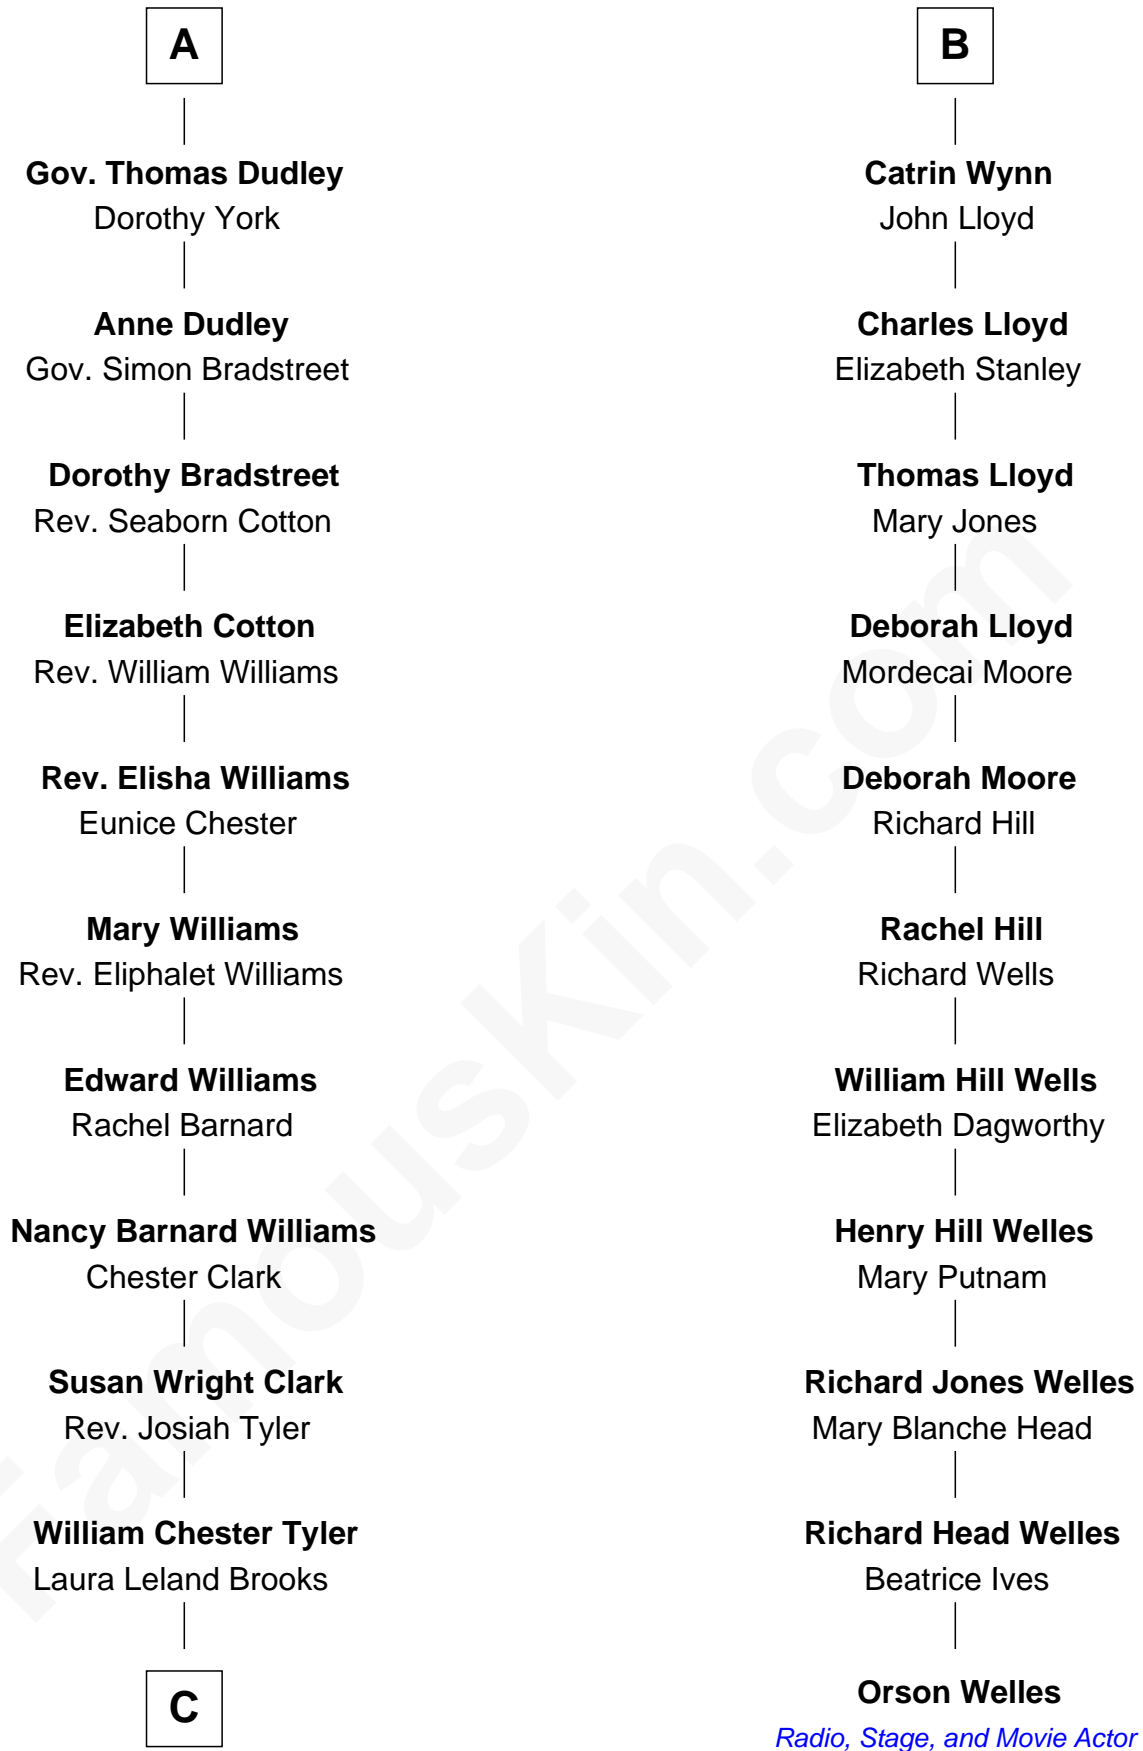 A
Gov. Thomas Dudley
Dorothy York
Anne Dudley
Gov. Simon Bradstreet
Dorothy Bradstreet
Rev. Seaborn Cotton
Elizabeth Cotton
Rev. William Williams
Rev. Elisha Williams
Eunice Chester
Mary Williams
Rev. Eliphalet Williams
Edward Williams
Rachel Barnard
Nancy Barnard Williams
Chester Clark
Susan Wright Clark
Rev. Josiah Tyler
William Chester Tyler
Laura Leland Brooks
C
B
Catrin Wynn
John Lloyd
Charles Lloyd
Elizabeth Stanley
Thomas Lloyd
Mary Jones
Deborah Lloyd
Mordecai Moore
Deborah Moore
Richard Hill
Rachel Hill
Richard Wells
William Hill Wells
Elizabeth Dagworthy
Henry Hill Welles
Mary Putnam
Richard Jones Welles
Mary Blanche Head
Richard Head Welles
Beatrice Ives
Orson Welles
Radio, Stage, and Movie Actor
FamousKin.com